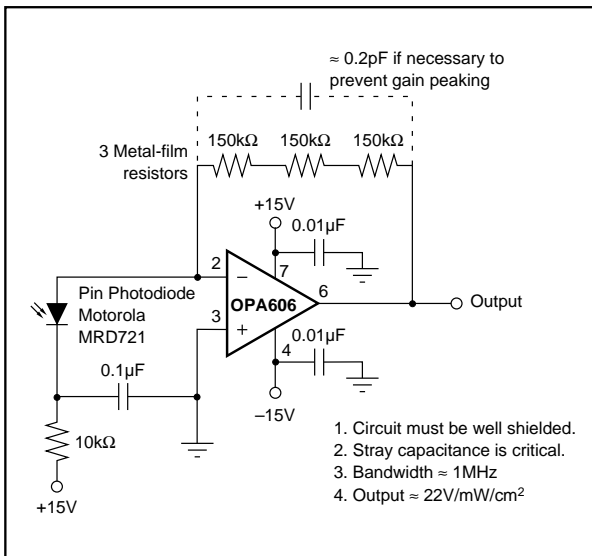 ≈ 0.2pF if necessary to
prevent gain peaking
150kΩ 150kΩ 150kΩ
3 Metal-film
resistors
+15V
0.01µF
7
2
–
6
OPA606
Output
Pin Photodiode
Motorola
MRD721
3
+
0.01µF
4
0.1µF
–15V
10kΩ
+15V
1. Circuit must be well shielded.
2. Stray capacitance is critical.
3. Bandwidth ≈ 1MHz
4. Output ≈ 22V/mW/cm²